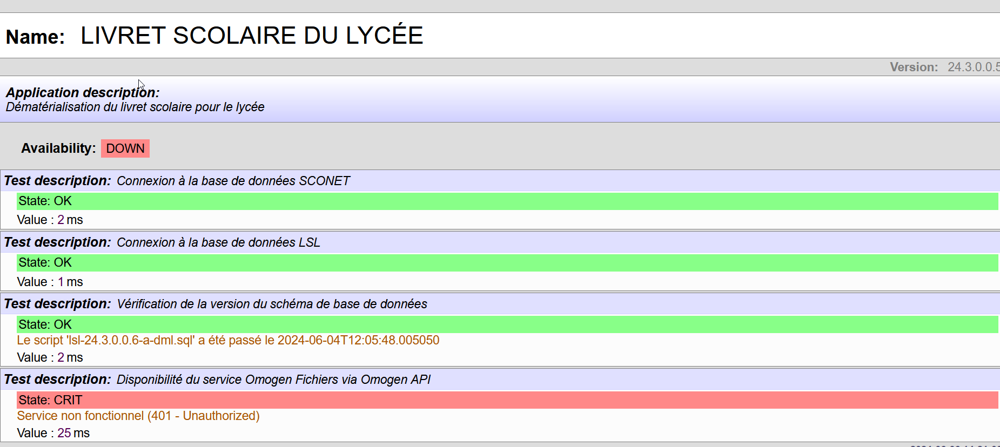 Name: LIVRET SCOLAIRE DU LYCÉE
Version: 24.3.0.0.5
Application description:
Dématérialisation du livret scolaire pour le lycée
Availability: DOWN
Test description: Connexion à la base de données SCONET
State: OK
Value : 2 ms
Test description: Connexion à la base de données LSL
State: OK
Value : 1 ms
Test description: Vérification de la version du schéma de base de données
State: OK
Le script 'lsl-24.3.0.0.6-a-dml.sql' a été passé le 2024-06-04T12:05:48.005050
Value : 2 ms
Test description: Disponibilité du service Omogen Fichiers via Omogen API
State: CRIT
Service non fonctionnel (401 - Unauthorized)
Value : 25 ms